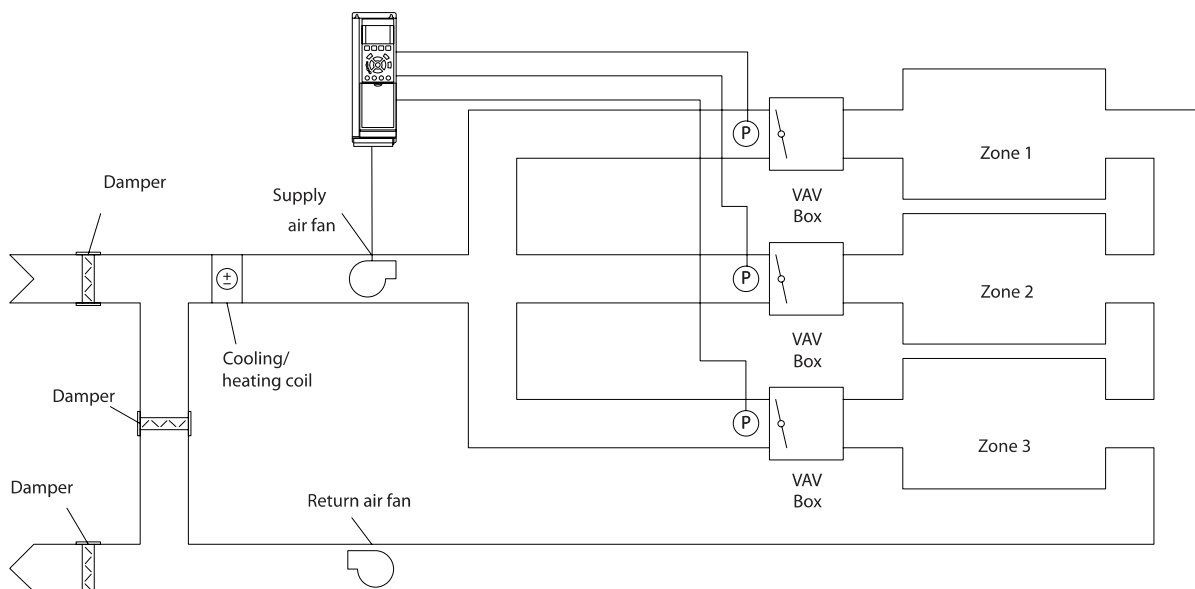 Damper
Supply
air fan
P
VAV
Box
Zone 1
±
P
VAV
Box
Zone 2
Cooling/
heating coil
Damper
P
VAV
Box
Zone 3
Damper
Return air fan